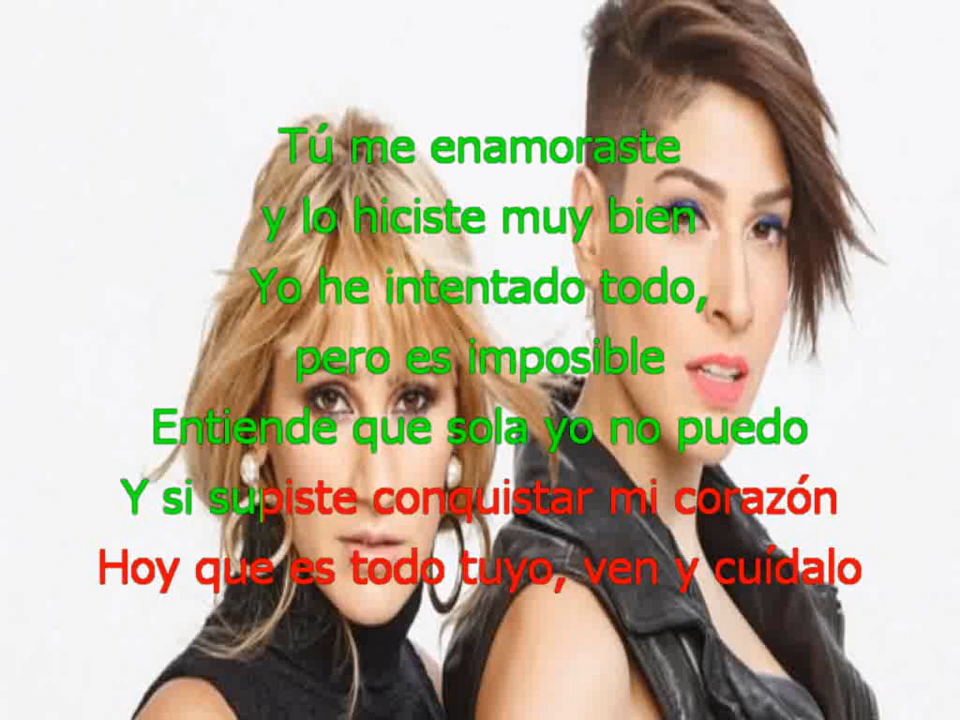 Tú me enamoraste
y lo hiciste muy bien
Yo he intentado todo,
pero es imposible
Entiende que sola yo no puedo
Y si supiste conquistar mi corazón
Hoy que es todo tuyo, ven y cuídalo